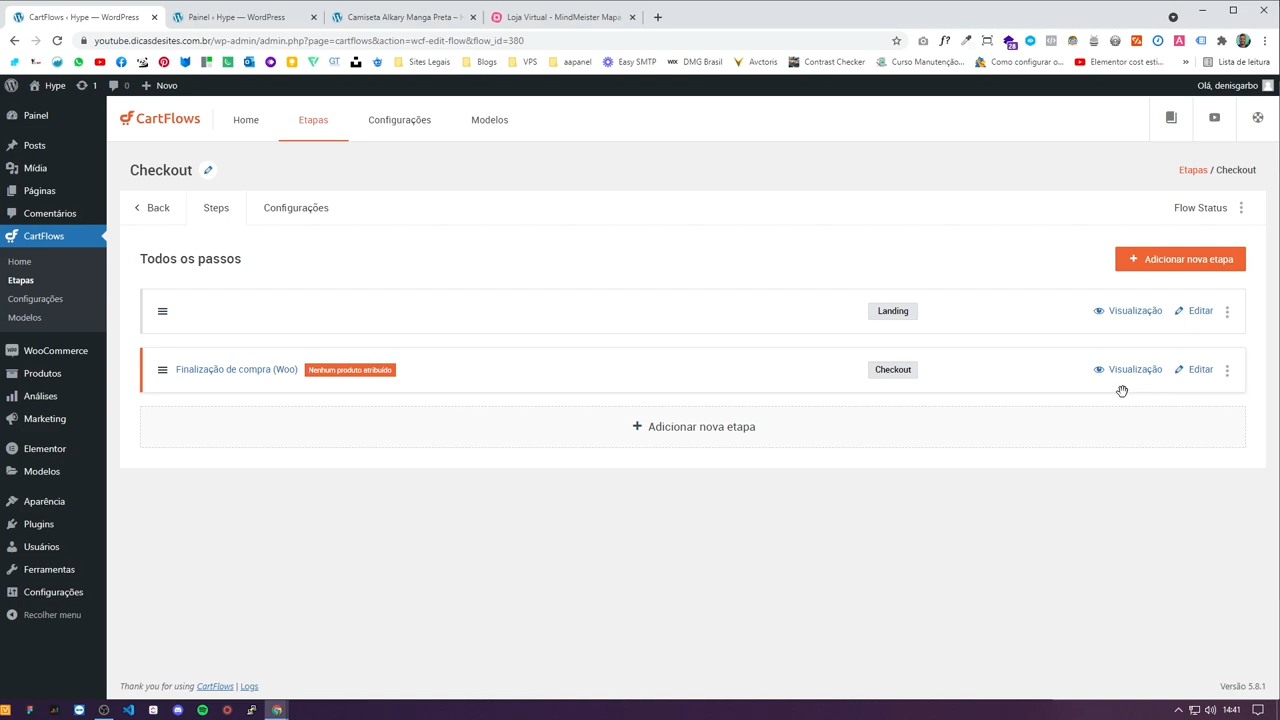 CartFlows ‹ Hype — WordPress
Painel ‹ Hype — WordPress
Camiseta Alkary Manga Preta –
Loja Virtual - MindMeister Mapa
youtube.dicasdesites.com.br/wp-admin/admin.php?page=cartflows&action=wcf-edit-flow&flow_id=380
28
Sites Legais
Blogs
VPS
aapanel
Easy SMTP
DMG Brasil
Avctoris
Contrast Checker
Curso Manutenção...
Como configurar o...
Elementor cost esti...
»
Lista de leitura
Hype
1
0
Novo
Olá, denisgarbo
Painel
Posts
Mídia
Páginas
Comentários
CartFlows
Home
Etapas
Configurações
Modelos
WooCommerce
Produtos
Análises
Marketing
Elementor
Modelos
Aparência
Plugins
Usuários
Ferramentas
Configurações
Recolher menu
CartFlows
Home
Etapas
Configurações
Modelos
Checkout
Etapas / Checkout
Back
Steps
Configurações
Flow Status
Todos os passos
+ Adicionar nova etapa
Landing
Visualização
Editar
Finalização de compra (Woo)
Nenhum produto atribuído
Checkout
Visualização
Editar
+ Adicionar nova etapa
Thank you for using CartFlows | Logs
Versão 5.8.1
14:41